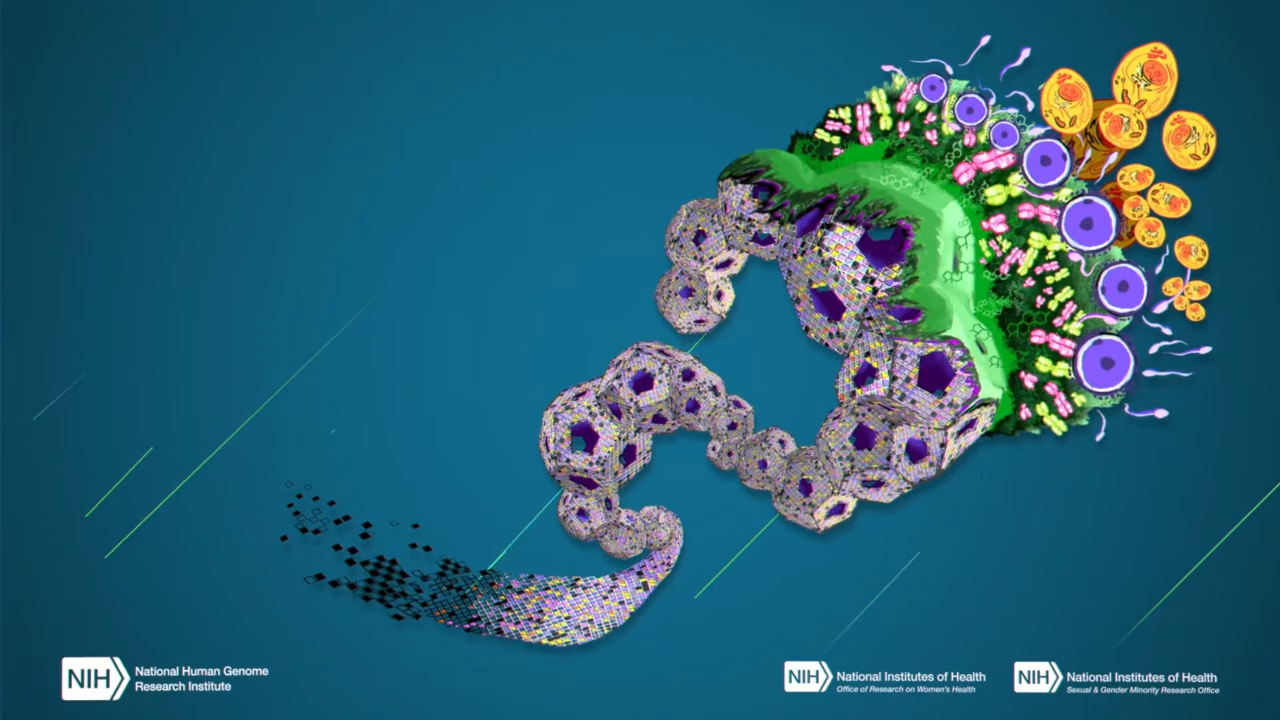 NIH
National Human Genome
Research Institute
NIH
National Institutes of Health
Office of Research on Women's Health
NIH
National Institutes of Health
Sexual & Gender Minority Research Office